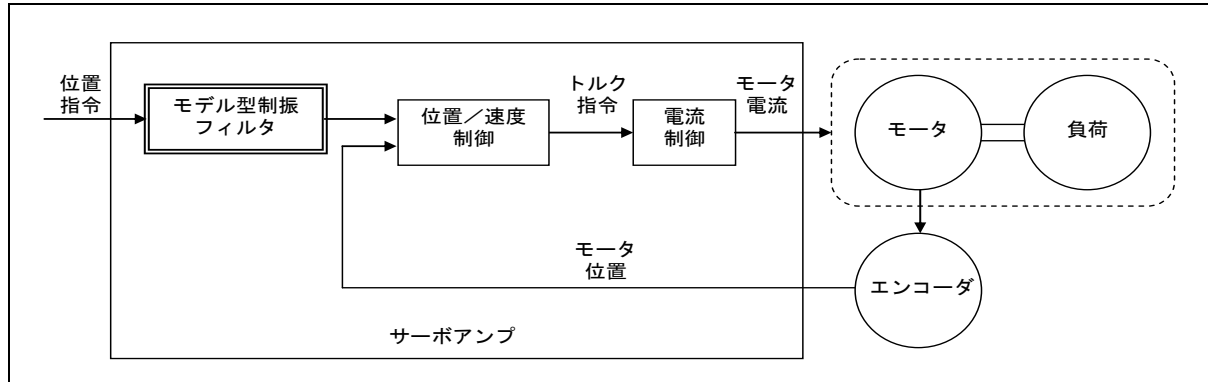 位置
指令
モデル型制振
フィルタ
位置／速度
制御
トルク
指令
電流
制御
モータ
電流
モータ
負荷
モータ
位置
エンコーダ
サーボアンプ